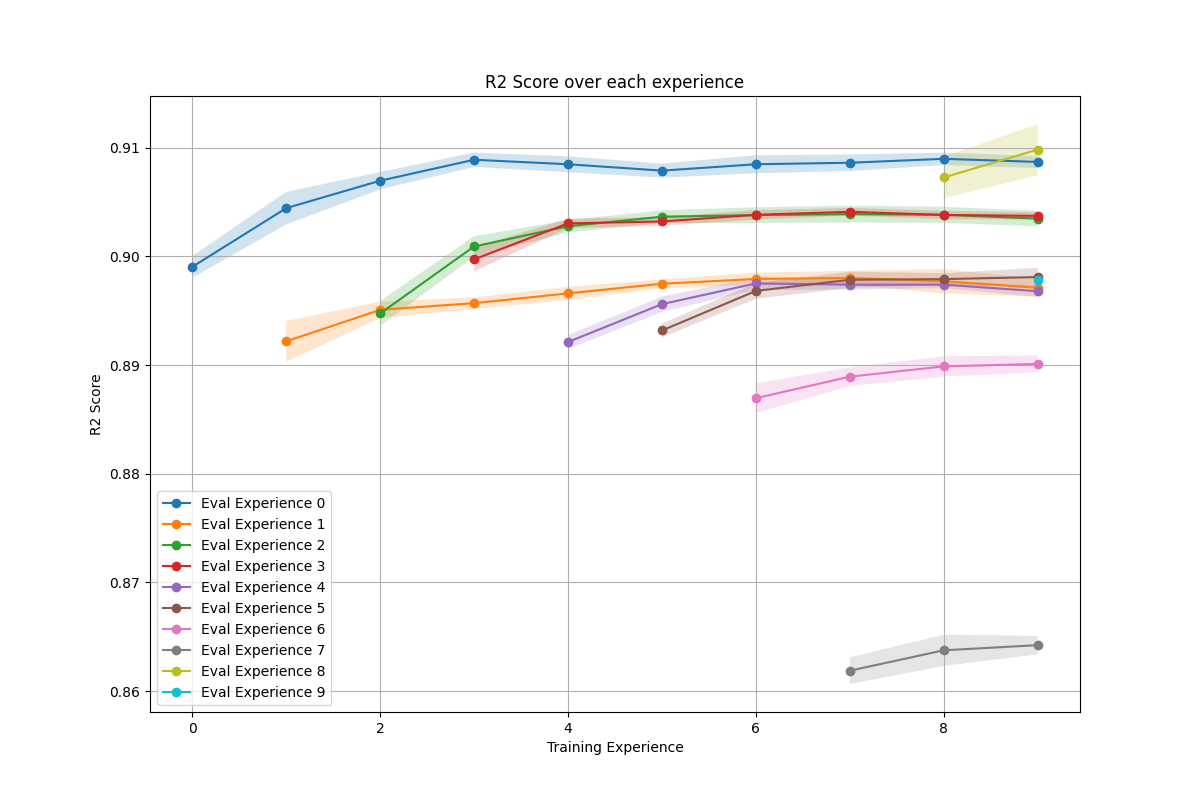 R2 Score over each experience
0.91
0.90
0.89
0.88
0.87
0.86
R2 Score
Eval Experience 0
Eval Experience 1
Eval Experience 2
Eval Experience 3
Eval Experience 4
Eval Experience 5
Eval Experience 6
Eval Experience 7
Eval Experience 8
Eval Experience 9
0 2 4 6 8
Training Experience